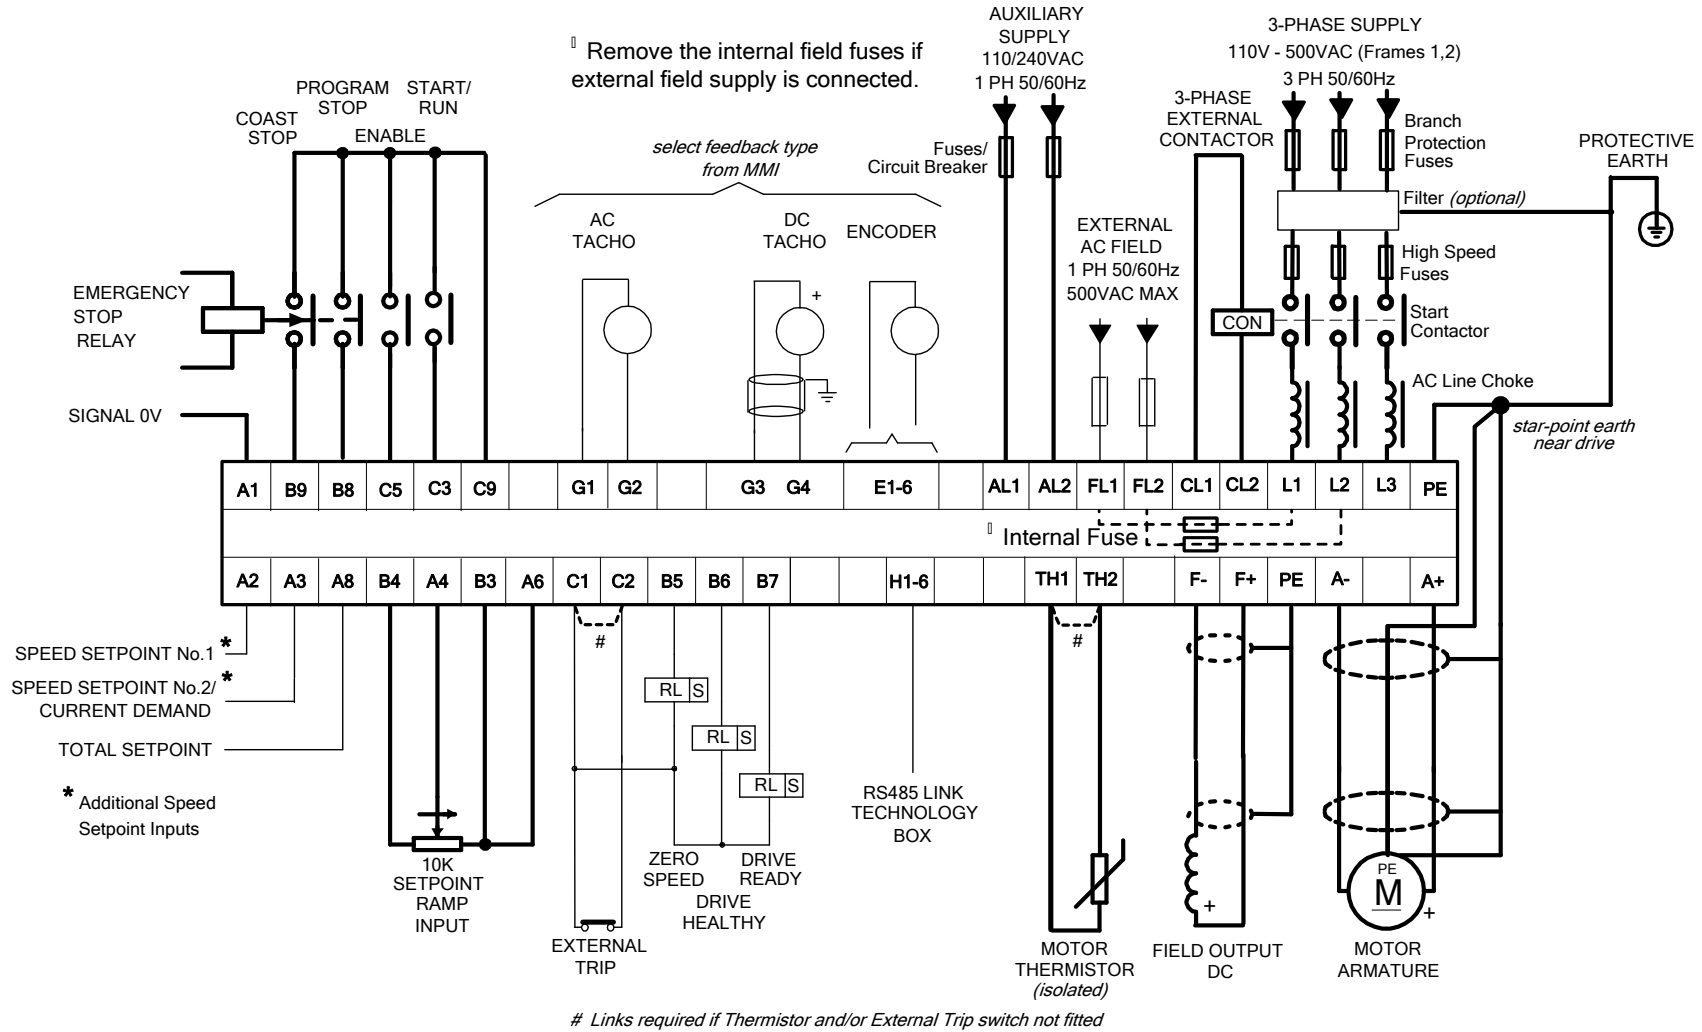 AUXILIARY
SUPPLY
110/240VAC
1 PH 50/60Hz
3-PHASE SUPPLY
110V - 500VAC (Frames 1,2)
3 PH 50/60Hz
Remove the internal field fuses if
external field supply is connected.
COAST
STOP
PROGRAM
STOP
ENABLE
START/
RUN
select feedback type
from MMI
Fuses/
Circuit Breaker
3-PHASE
EXTERNAL
CONTACTOR
Branch
Protection
Fuses
PROTECTIVE
EARTH
Filter (optional)
AC
TACHO
DC
TACHO
ENCODER
+
EXTERNAL
AC FIELD
1 PH 50/60Hz
500VAC MAX
High Speed
Fuses
EMERGENCY
STOP
RELAY
CON
Start
Contactor
AC Line Choke
SIGNAL 0V
star-point earth
near drive
A1 B9 B8 C5 C3 C9 G1 G2 G3 G4 E1-6 AL1 AL2 FL1 FL2 CL1 CL2 L1 L2 L3 PE
Internal Fuse
A2 A3 A8 B4 A4 B3 A6 C1 C2 B5 B6 B7 H1-6 TH1 TH2 F- F+ PE A- A+
# #
SPEED SETPOINT No.1 *
SPEED SETPOINT No.2/ *
CURRENT DEMAND
TOTAL SETPOINT
* Additional Speed
Setpoint Inputs
10K
SETPOINT
RAMP
INPUT
RL S
RL S
RL S
ZERO
SPEED
DRIVE
HEALTHY
DRIVE
READY
EXTERNAL
TRIP
RS485 LINK
TECHNOLOGY
BOX
MOTOR
THERMISTOR
(isolated)
+
FIELD OUTPUT
DC
PE
M
+
MOTOR
ARMATURE
# Links required if Thermistor and/or External Trip switch not fitted